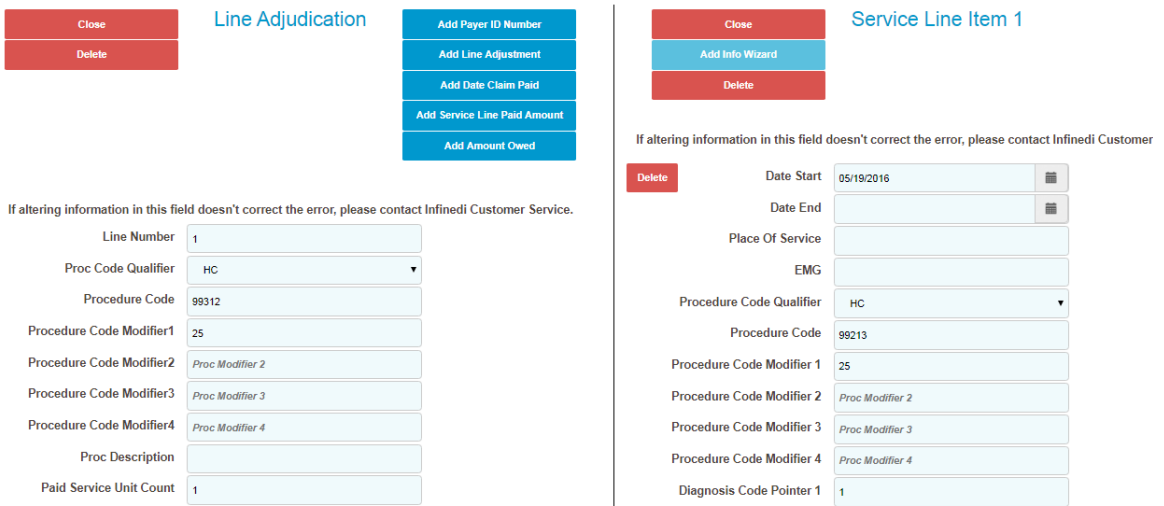 Line Adjudication
Close
Delete
Add Payer ID Number
Add Line Adjustment
Add Date Claim Paid
Add Service Line Paid Amount
Add Amount Owed
If altering information in this field doesn't correct the error, please contact Infinedi Customer Service.
Line Number 1
Proc Code Qualifier HC
Procedure Code 99312
Procedure Code Modifier1 25
Procedure Code Modifier2 Proc Modifier 2
Procedure Code Modifier3 Proc Modifier 3
Procedure Code Modifier4 Proc Modifier 4
Proc Description
Paid Service Unit Count 1
Service Line Item 1
Close
Add Info Wizard
Delete
If altering information in this field doesn't correct the error, please contact Infinedi Customer
Delete Date Start 05/19/2016
Date End
Place Of Service
EMG
Procedure Code Qualifier HC
Procedure Code 99213
Procedure Code Modifier 1 25
Procedure Code Modifier 2 Proc Modifier 2
Procedure Code Modifier 3 Proc Modifier 3
Procedure Code Modifier 4 Proc Modifier 4
Diagnosis Code Pointer 1 1